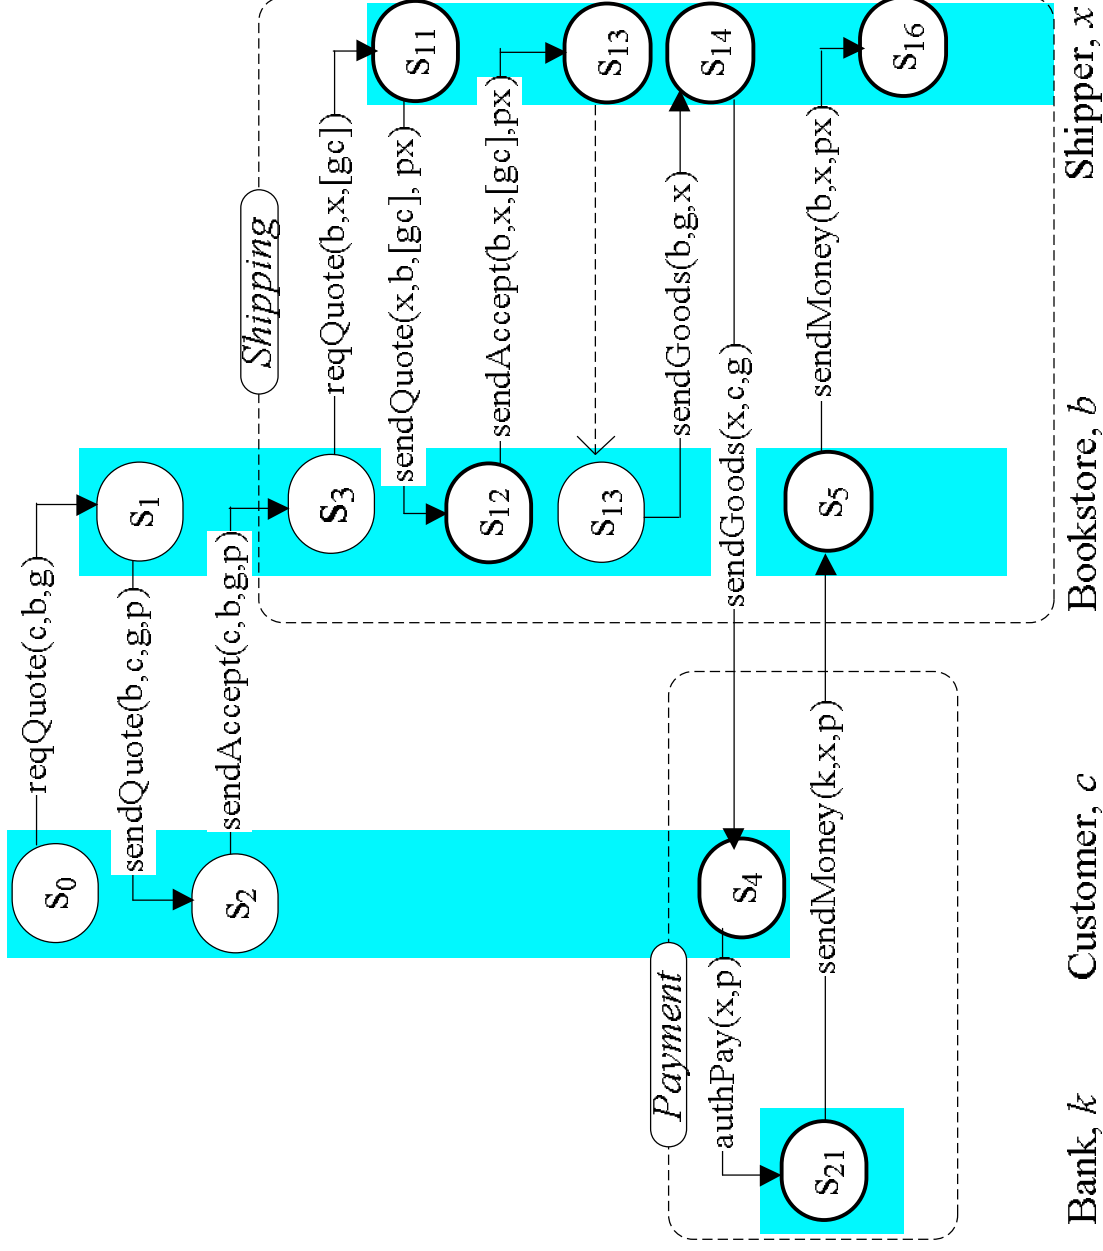 s0
reqQuote(c,b,g)
s1
sendQuote(b,c,g,p)
s2
sendAccept(c,b,g,p)
Shipping
s3
reqQuote(b,x,[gc])
s11
sendQuote(x,b,[gc], px)
s12
sendAccept(b,x,[gc],px)
s13
s13
sendGoods(b,g,x)
s14
sendGoods(x,c,g)
Payment
s4
authPay(x,p)
s21
sendMoney(k,x,p)
s5
sendMoney(b,x,px)
s16
Bank, k
Customer, c
Bookstore, b
Shipper, x